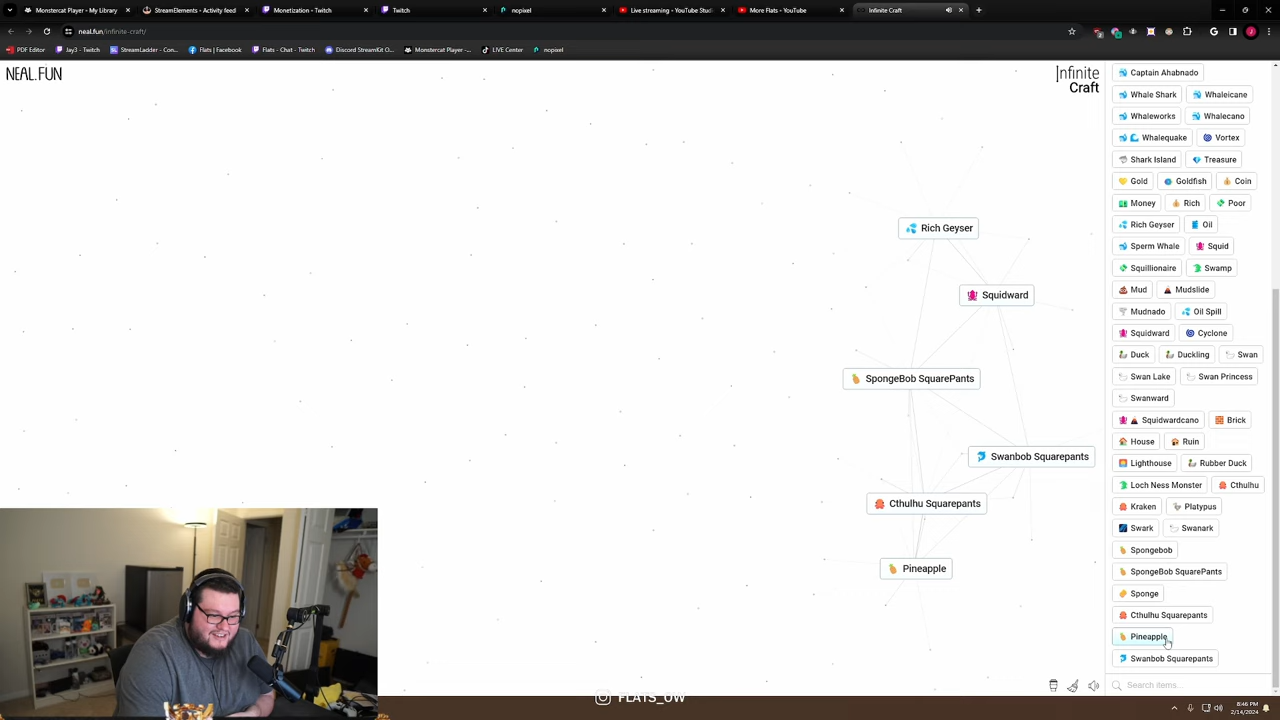 Monstercat Player - My Library
StreamElements - Activity feed
Monetization - Twitch
Twitch
nopixel
Live streaming - YouTube Stud
More Flats - YouTube
Infinite Craft
neal.fun/infinite-craft/
PDF Editor
Jay3 - Twitch
StreamLadder - Con...
Flats | Facebook
Flats - Chat - Twitch
Discord StreamKit O...
Monstercat Player –...
LIVE Center
nopixel
NEAL.FUN
Infinite
Craft
Rich Geyser
Squidward
SpongeBob SquarePants
Swanbob Squarepants
Cthulhu Squarepants
Pineapple
Captain Ahabnado
Whale Shark
Whaleicane
Whaleworks
Whalecano
Whalequake
Vortex
Shark Island
Treasure
Gold
Goldfish
Coin
Money
Rich
Poor
Rich Geyser
Oil
Sperm Whale
Squid
Squillionaire
Swamp
Mud
Mudslide
Mudnado
Oil Spill
Squidward
Cyclone
Duck
Duckling
Swan
Swan Lake
Swan Princess
Swanward
Squidwardcano
Brick
House
Ruin
Lighthouse
Rubber Duck
Loch Ness Monster
Cthulhu
Kraken
Platypus
Swark
Swanark
Spongebob
SpongeBob SquarePants
Sponge
Cthulhu Squarepants
Pineapple
Swanbob Squarepants
Search items...
FLATS_OW
8:46 PM
2/14/2024